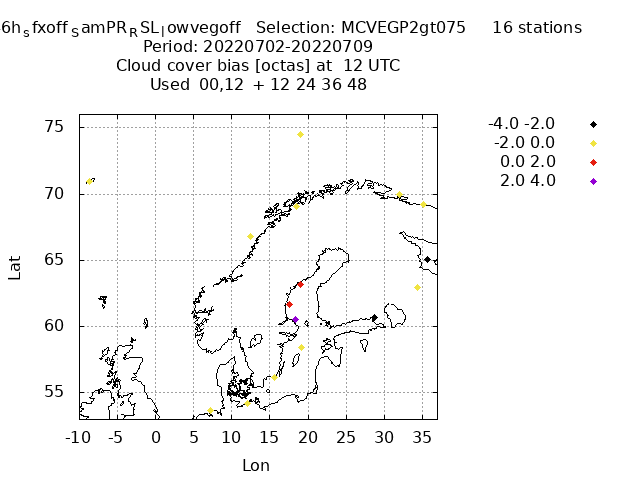 6h_sfxoff_SamPR_RSL_lowvegoff Selection: MCVEGP2gt075 16 stations
Period: 20220702-20220709
Cloud cover bias [octas] at 12 UTC
Used 00,12 + 12 24 36 48
-4.0 -2.0
-2.0 0.0
0.0 2.0
2.0 4.0
75
70
65
60
55
Lat
-10 -5 0 5 10 15 20 25 30 35
Lon